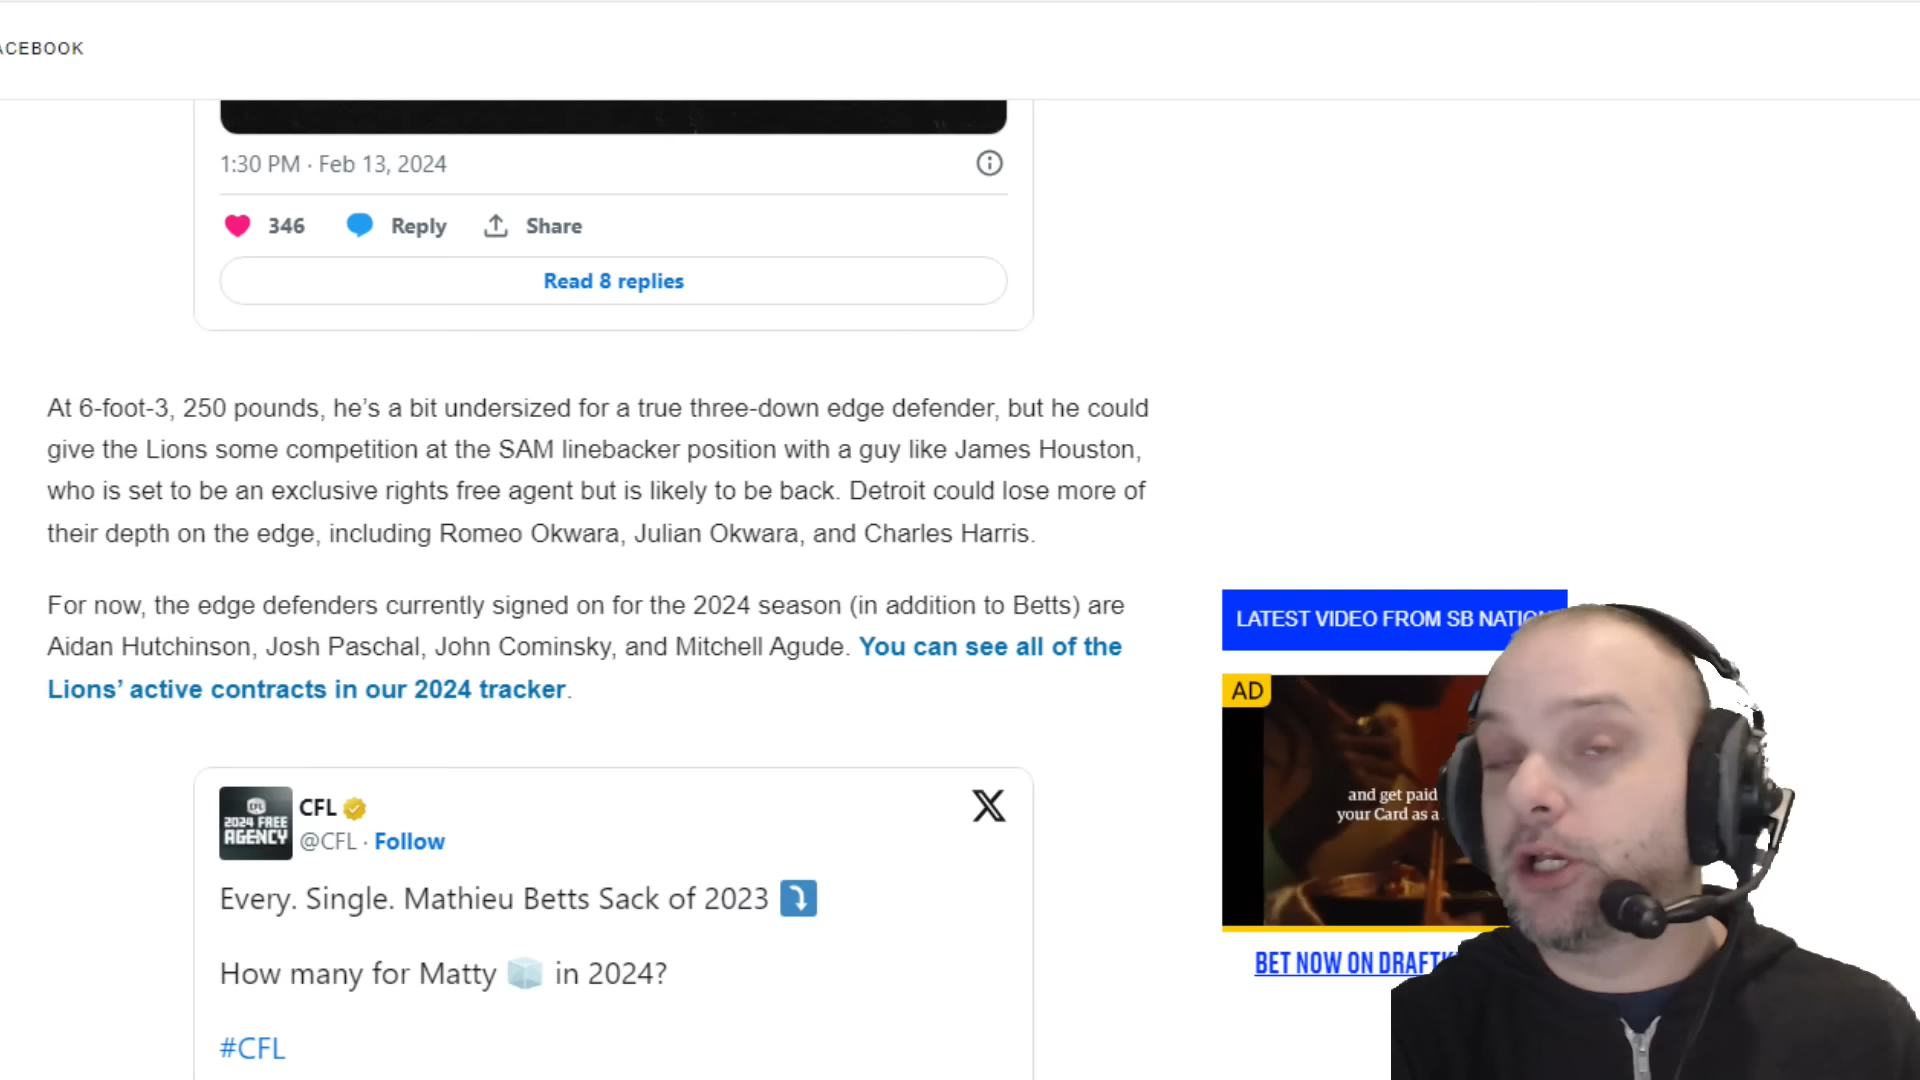 ACEBOOK
1:30 PM · Feb 13, 2024
346 Reply Share
Read 8 replies
At 6-foot-3, 250 pounds, he's a bit undersized for a true three-down edge defender, but he could
give the Lions some competition at the SAM linebacker position with a guy like James Houston,
who is set to be an exclusive rights free agent but is likely to be back. Detroit could lose more of
their depth on the edge, including Romeo Okwara, Julian Okwara, and Charles Harris.
For now, the edge defenders currently signed on for the 2024 season (in addition to Betts) are
Aidan Hutchinson, Josh Paschal, John Cominsky, and Mitchell Agude. You can see all of the
Lions' active contracts in our 2024 tracker.
CFL
2024 FREE
AGENCY
CFL
@CFL · Follow
Every. Single. Mathieu Betts Sack of 2023
How many for Matty in 2024?
#CFL
LATEST VIDEO FROM SB NATION
AD
and get paid
your Card as a
BET NOW ON DRAFTK